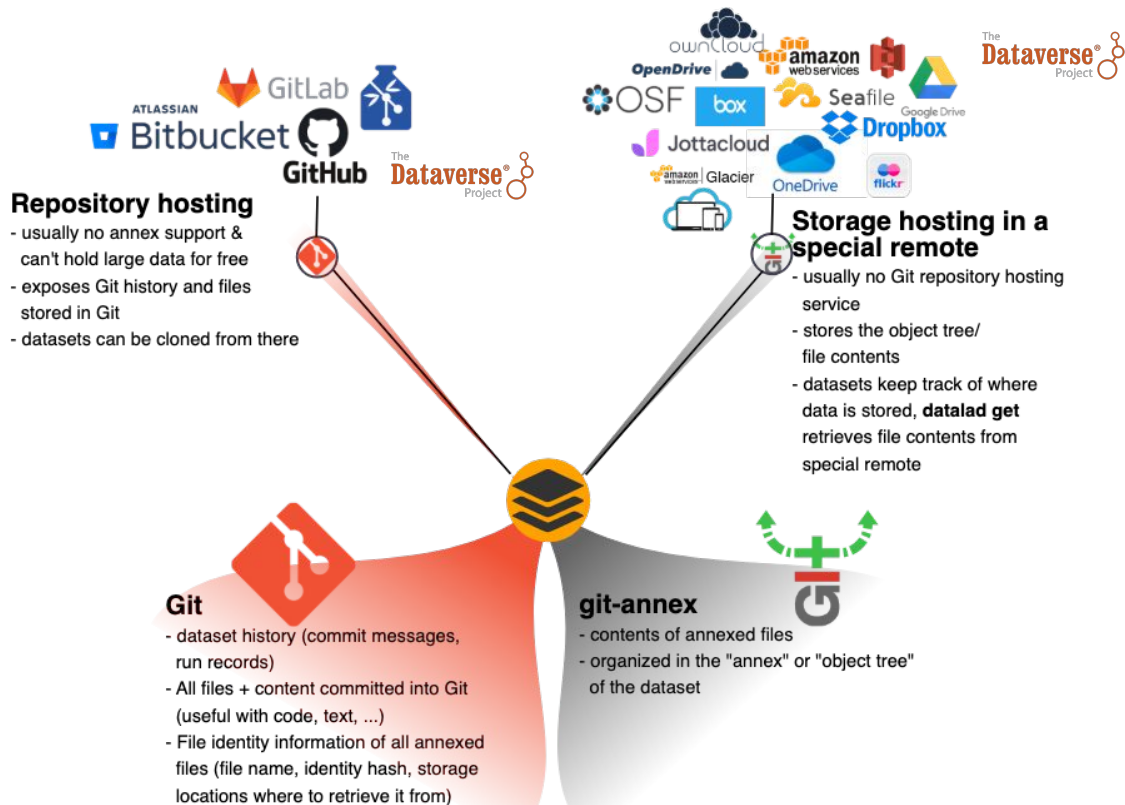 GitLab
ATLASSIAN
Bitbucket
GitHub
The
Dataverse®
Project
Repository hosting
- usually no annex support &
can't hold large data for free
- exposes Git history and files
stored in Git
- datasets can be cloned from there
ownCloud
OpenDrive
amazon
webservices
The
Dataverse®
Project
OSF
box
Seafile
Google Drive
Dropbox
Jottacloud
amazon
webservices
Glacier
OneDrive
flickr
Storage hosting in a
special remote
- usually no Git repository hosting
service
- stores the object tree/
file contents
- datasets keep track of where
data is stored, datalad get
retrieves file contents from
special remote
git
Git
- dataset history (commit messages,
run records)
- All files + content committed into Git
(useful with code, text, ...)
- File identity information of all annexed
files (file name, identity hash, storage
locations where to retrieve it from)
git
git-annex
- contents of annexed files
- organized in the "annex" or "object tree"
of the dataset